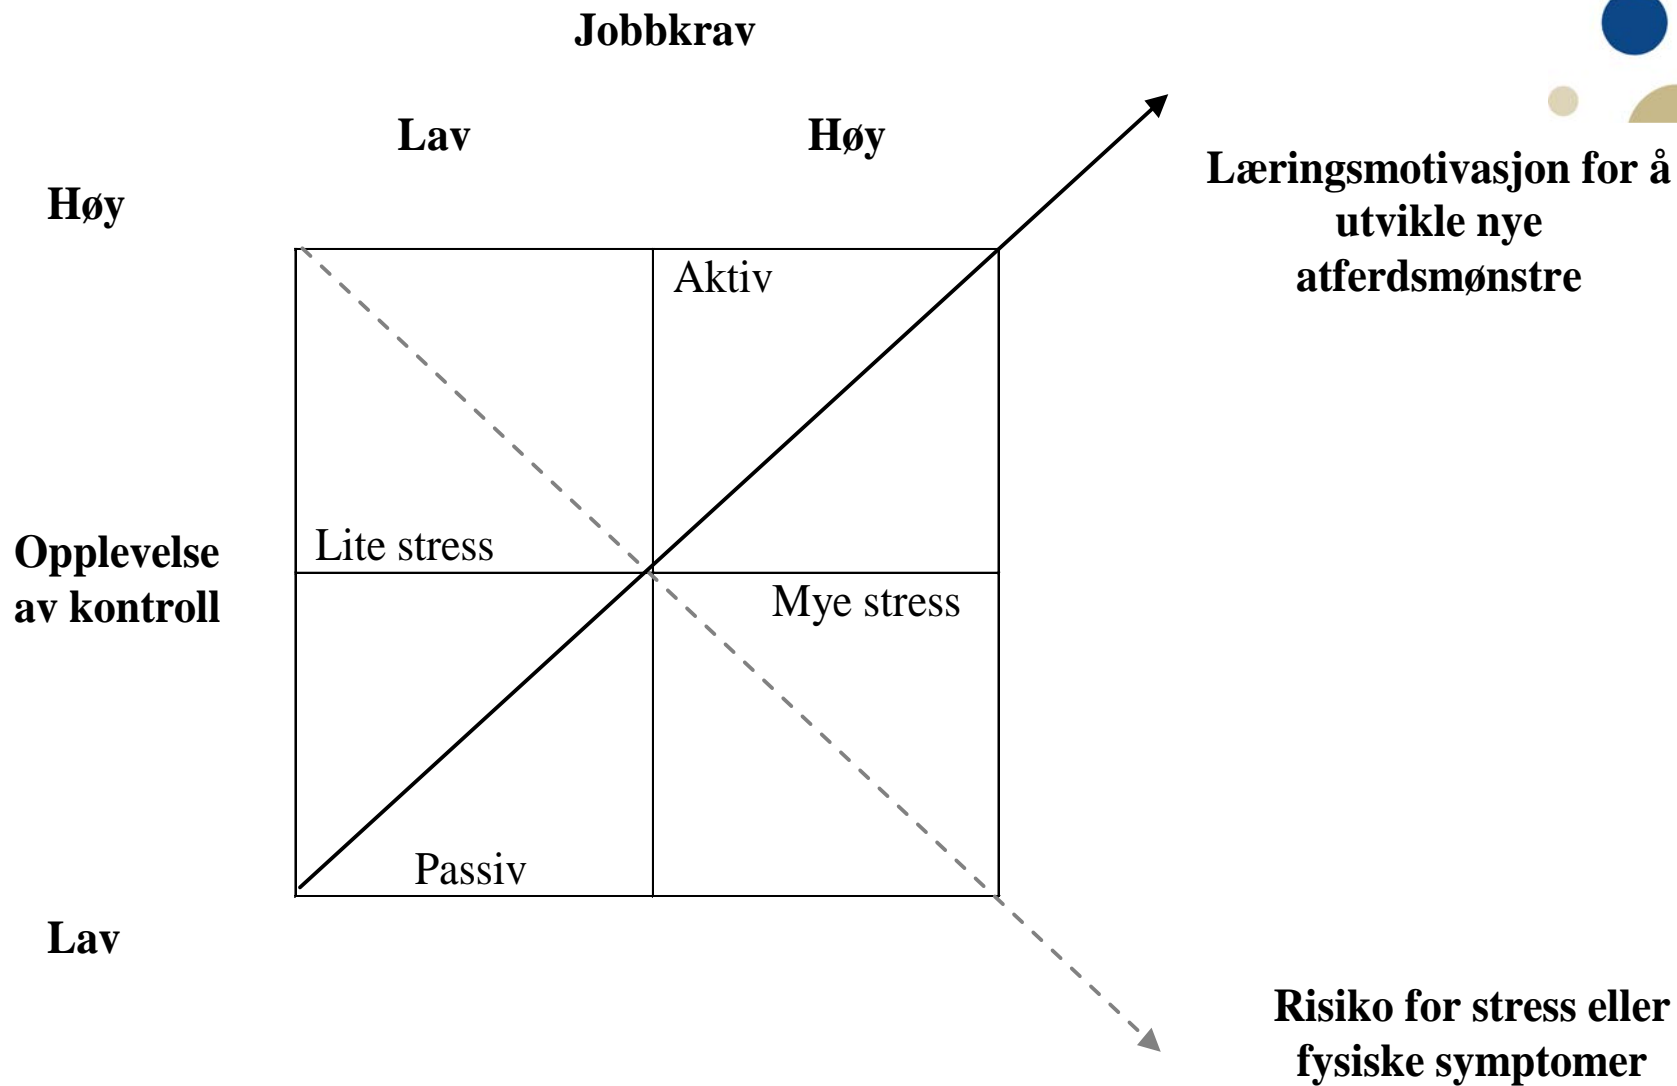 Jobbkrav
Lav
Høy
Høy
Læringsmotivasjon for å
utvikle nye
atferdsmønstre
Aktiv
Lite stress
Opplevelse
av kontroll
Mye stress
Passiv
Lav
Risiko for stress eller
fysiske symptomer